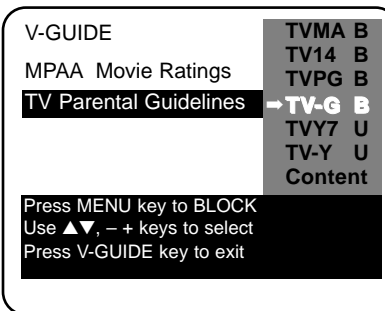 V-GUIDE
MPAA Movie Ratings
TV Parental Guidelines
TVMA B
TV14 B
TVPG B
➡TV-G B
TVY7 U
TV-Y U
Content
Press MENU key to BLOCK
Use ▲▼, – + keys to select
Press V-GUIDE key to exit